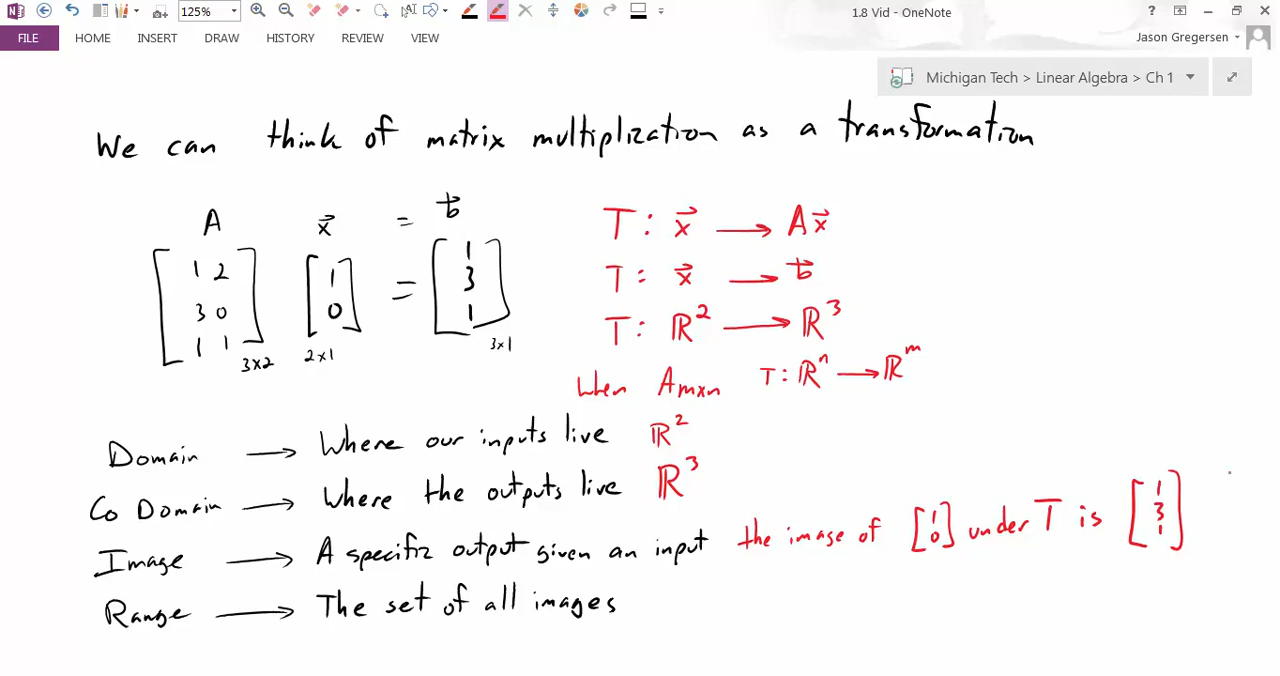 125%
1.8 Vid - OneNote
?
FILE HOME INSERT DRAW HISTORY REVIEW VIEW
Jason Gregersen
Michigan Tech > Linear Algebra > Ch 1
We can think of matrix multiplization as a transformation
A x⃗ = b⃗
[1 2
3 0
1 1] 3x2
[1
0] 2x1
=
[1
3
1] 3x1
T: x⃗ → Ax⃗
T: x⃗ → b⃗
T: ℝ² → ℝ³
When Amxn T: ℝⁿ → ℝᵐ
Domain → Where our inputs live ℝ²
Co Domain → Where the outputs live ℝ³
Image → A specifiz output given an input the image of [1 0] under T is [1 3 1]
Range → The set of all images